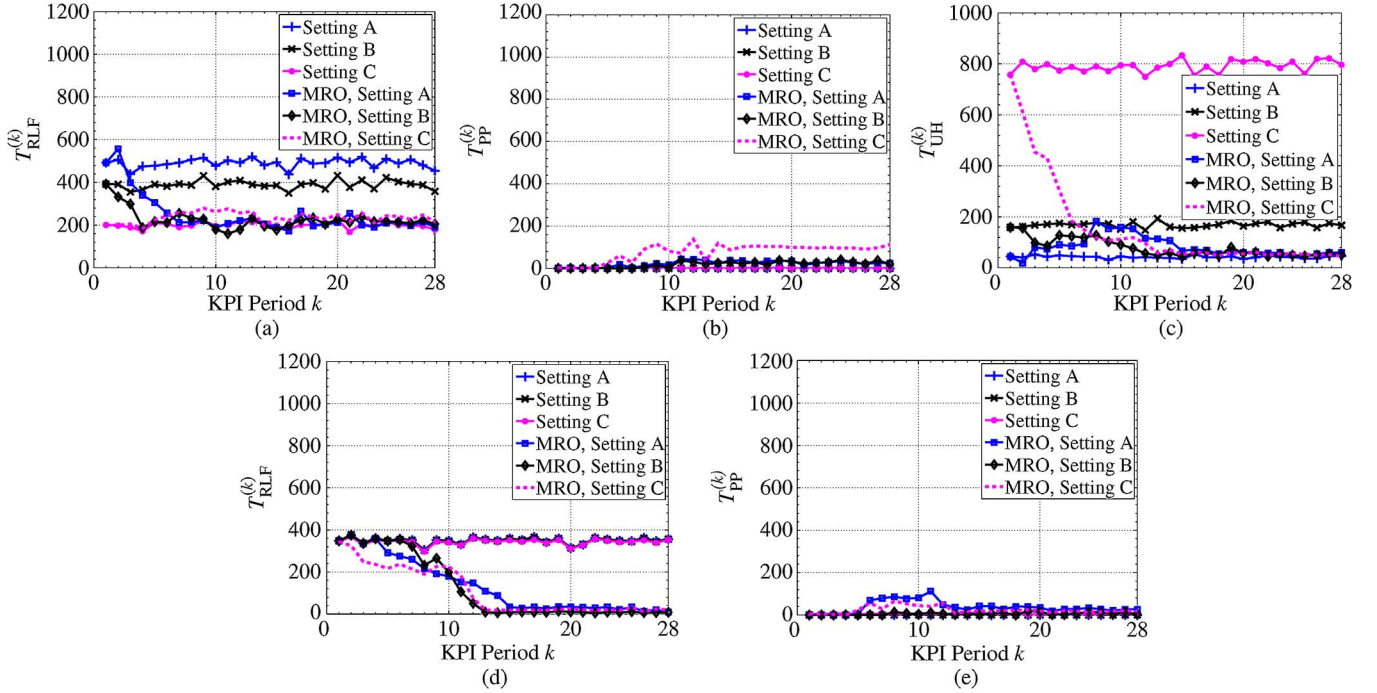 1200
1000
800
600
400
200
0
T_RLF^(k)
Setting A
Setting B
Setting C
MRO, Setting A
MRO, Setting B
MRO, Setting C
0 10 20 28
KPI Period k
(a)
1200
1000
800
600
400
200
0
T_PP^(k)
Setting A
Setting B
Setting C
MRO, Setting A
MRO, Setting B
MRO, Setting C
0 10 20 28
KPI Period k
(b)
1000
800
600
400
200
0
T_UH^(k)
Setting A
Setting B
Setting C
MRO, Setting A
MRO, Setting B
MRO, Setting C
0 10 20 28
KPI Period k
(c)
1200
1000
800
600
400
200
0
T_RLF^(k)
Setting A
Setting B
Setting C
MRO, Setting A
MRO, Setting B
MRO, Setting C
0 10 20 28
KPI Period k
(d)
1200
1000
800
600
400
200
0
T_PP^(k)
Setting A
Setting B
Setting C
MRO, Setting A
MRO, Setting B
MRO, Setting C
0 10 20 28
KPI Period k
(e)